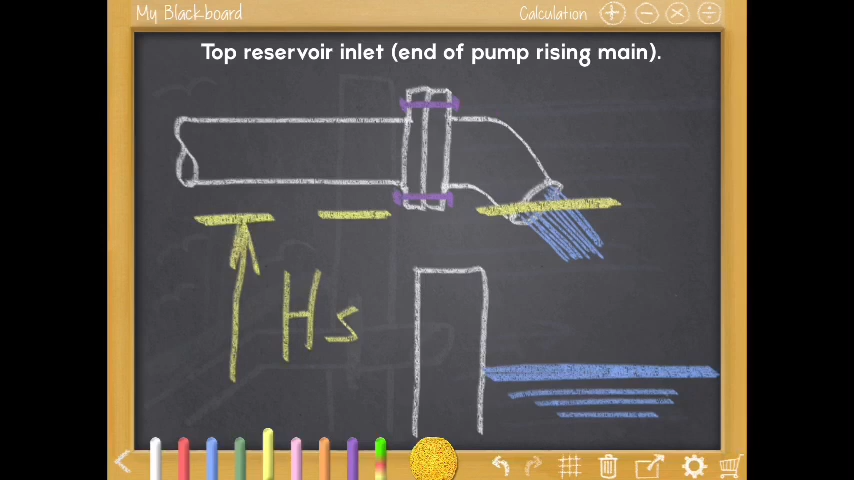 My Blackboard
Calculation
Top reservoir inlet (end of pump rising main).
Hs